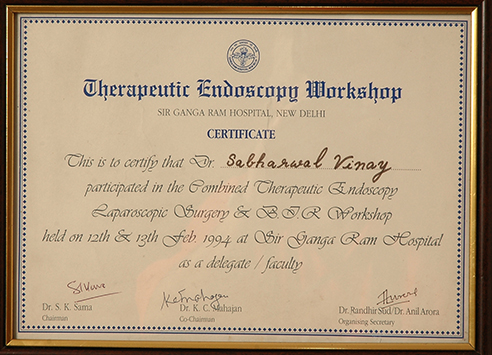 Therapeutic Endoscopy Workshop
SIR GANGA RAM HOSPITAL, NEW DELHI
CERTIFICATE
This is to certify that Dr. Sabharwal Vinay
participated in the Combined Therapeutic Endoscopy
Laparoscopic Surgery & B.I.R Workshop
held on 12th & 13th Feb. 1994 at Sir Ganga Ram Hospital
as a delegate / faculty
Dr. S. K. Sama
Chairman
Dr. K. C. Mahajan
Co-Chairman
Dr. Randhir Sud/Dr. Anil Arora
Organising Secretary